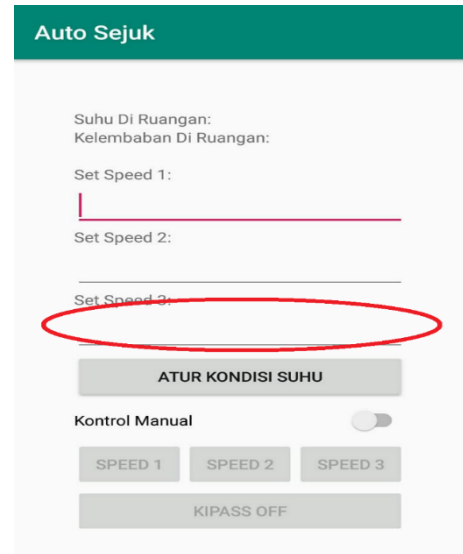 Auto Sejuk
Suhu Di Ruangan:
Kelembaban Di Ruangan:
Set Speed 1:
Set Speed 2:
Set Speed 3:
ATUR KONDISI SUHU
Kontrol Manual
SPEED 1 SPEED 2 SPEED 3
KIPASS OFF